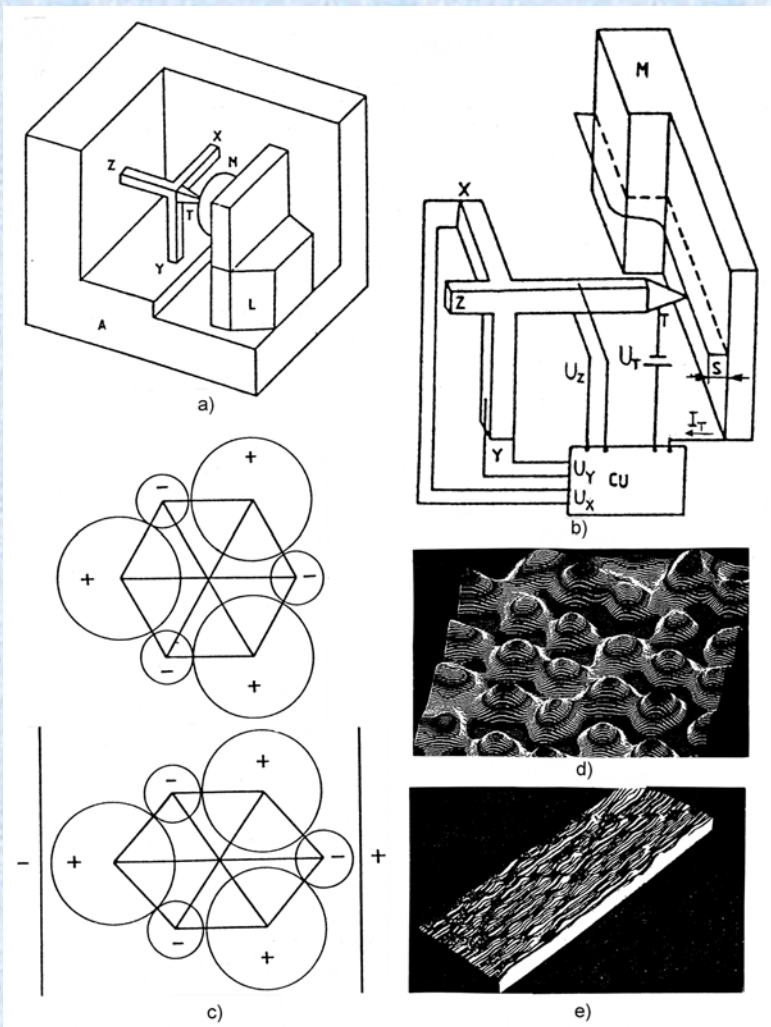 X
Z
M
T
Y
L
A
a)
M
X
Z
T
U_Z
U_T
S
I_T
Y
U_Y
CU
U_X
b)
+
−
+
−
−
+
+
−
−
+
−
+
−
+
c)
d)
e)